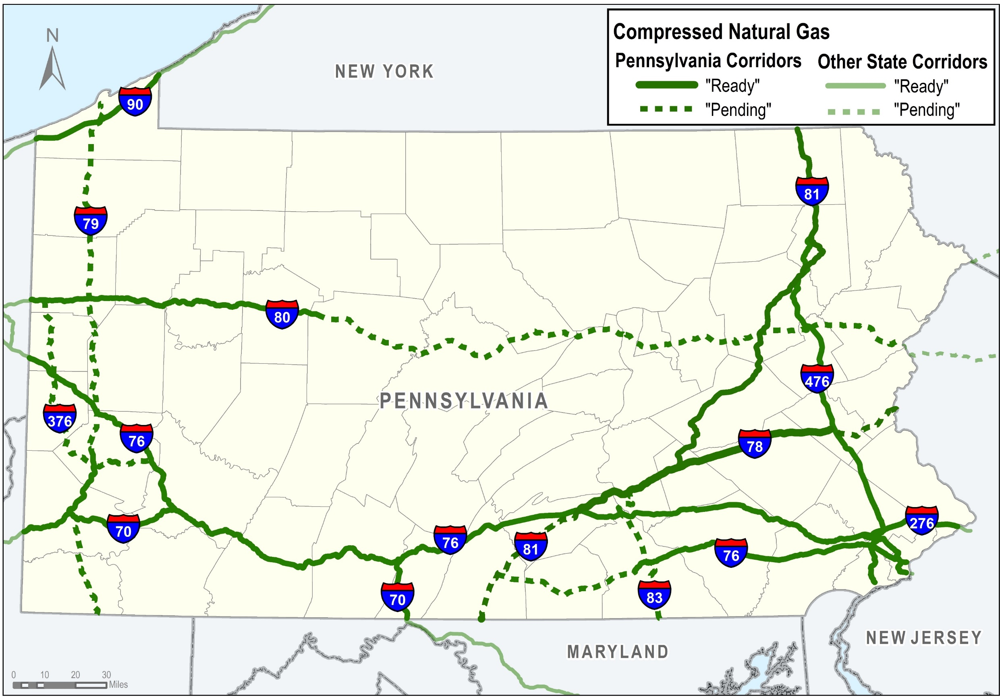 Compressed Natural Gas
Pennsylvania Corridors
Other State Corridors
"Ready"
"Ready"
"Pending"
"Pending"
N
NEW YORK
90
81
79
80
476
PENNSYLVANIA
376
76
78
276
70
76
81
76
70
83
NEW JERSEY
MARYLAND
0 10 20 30
Miles